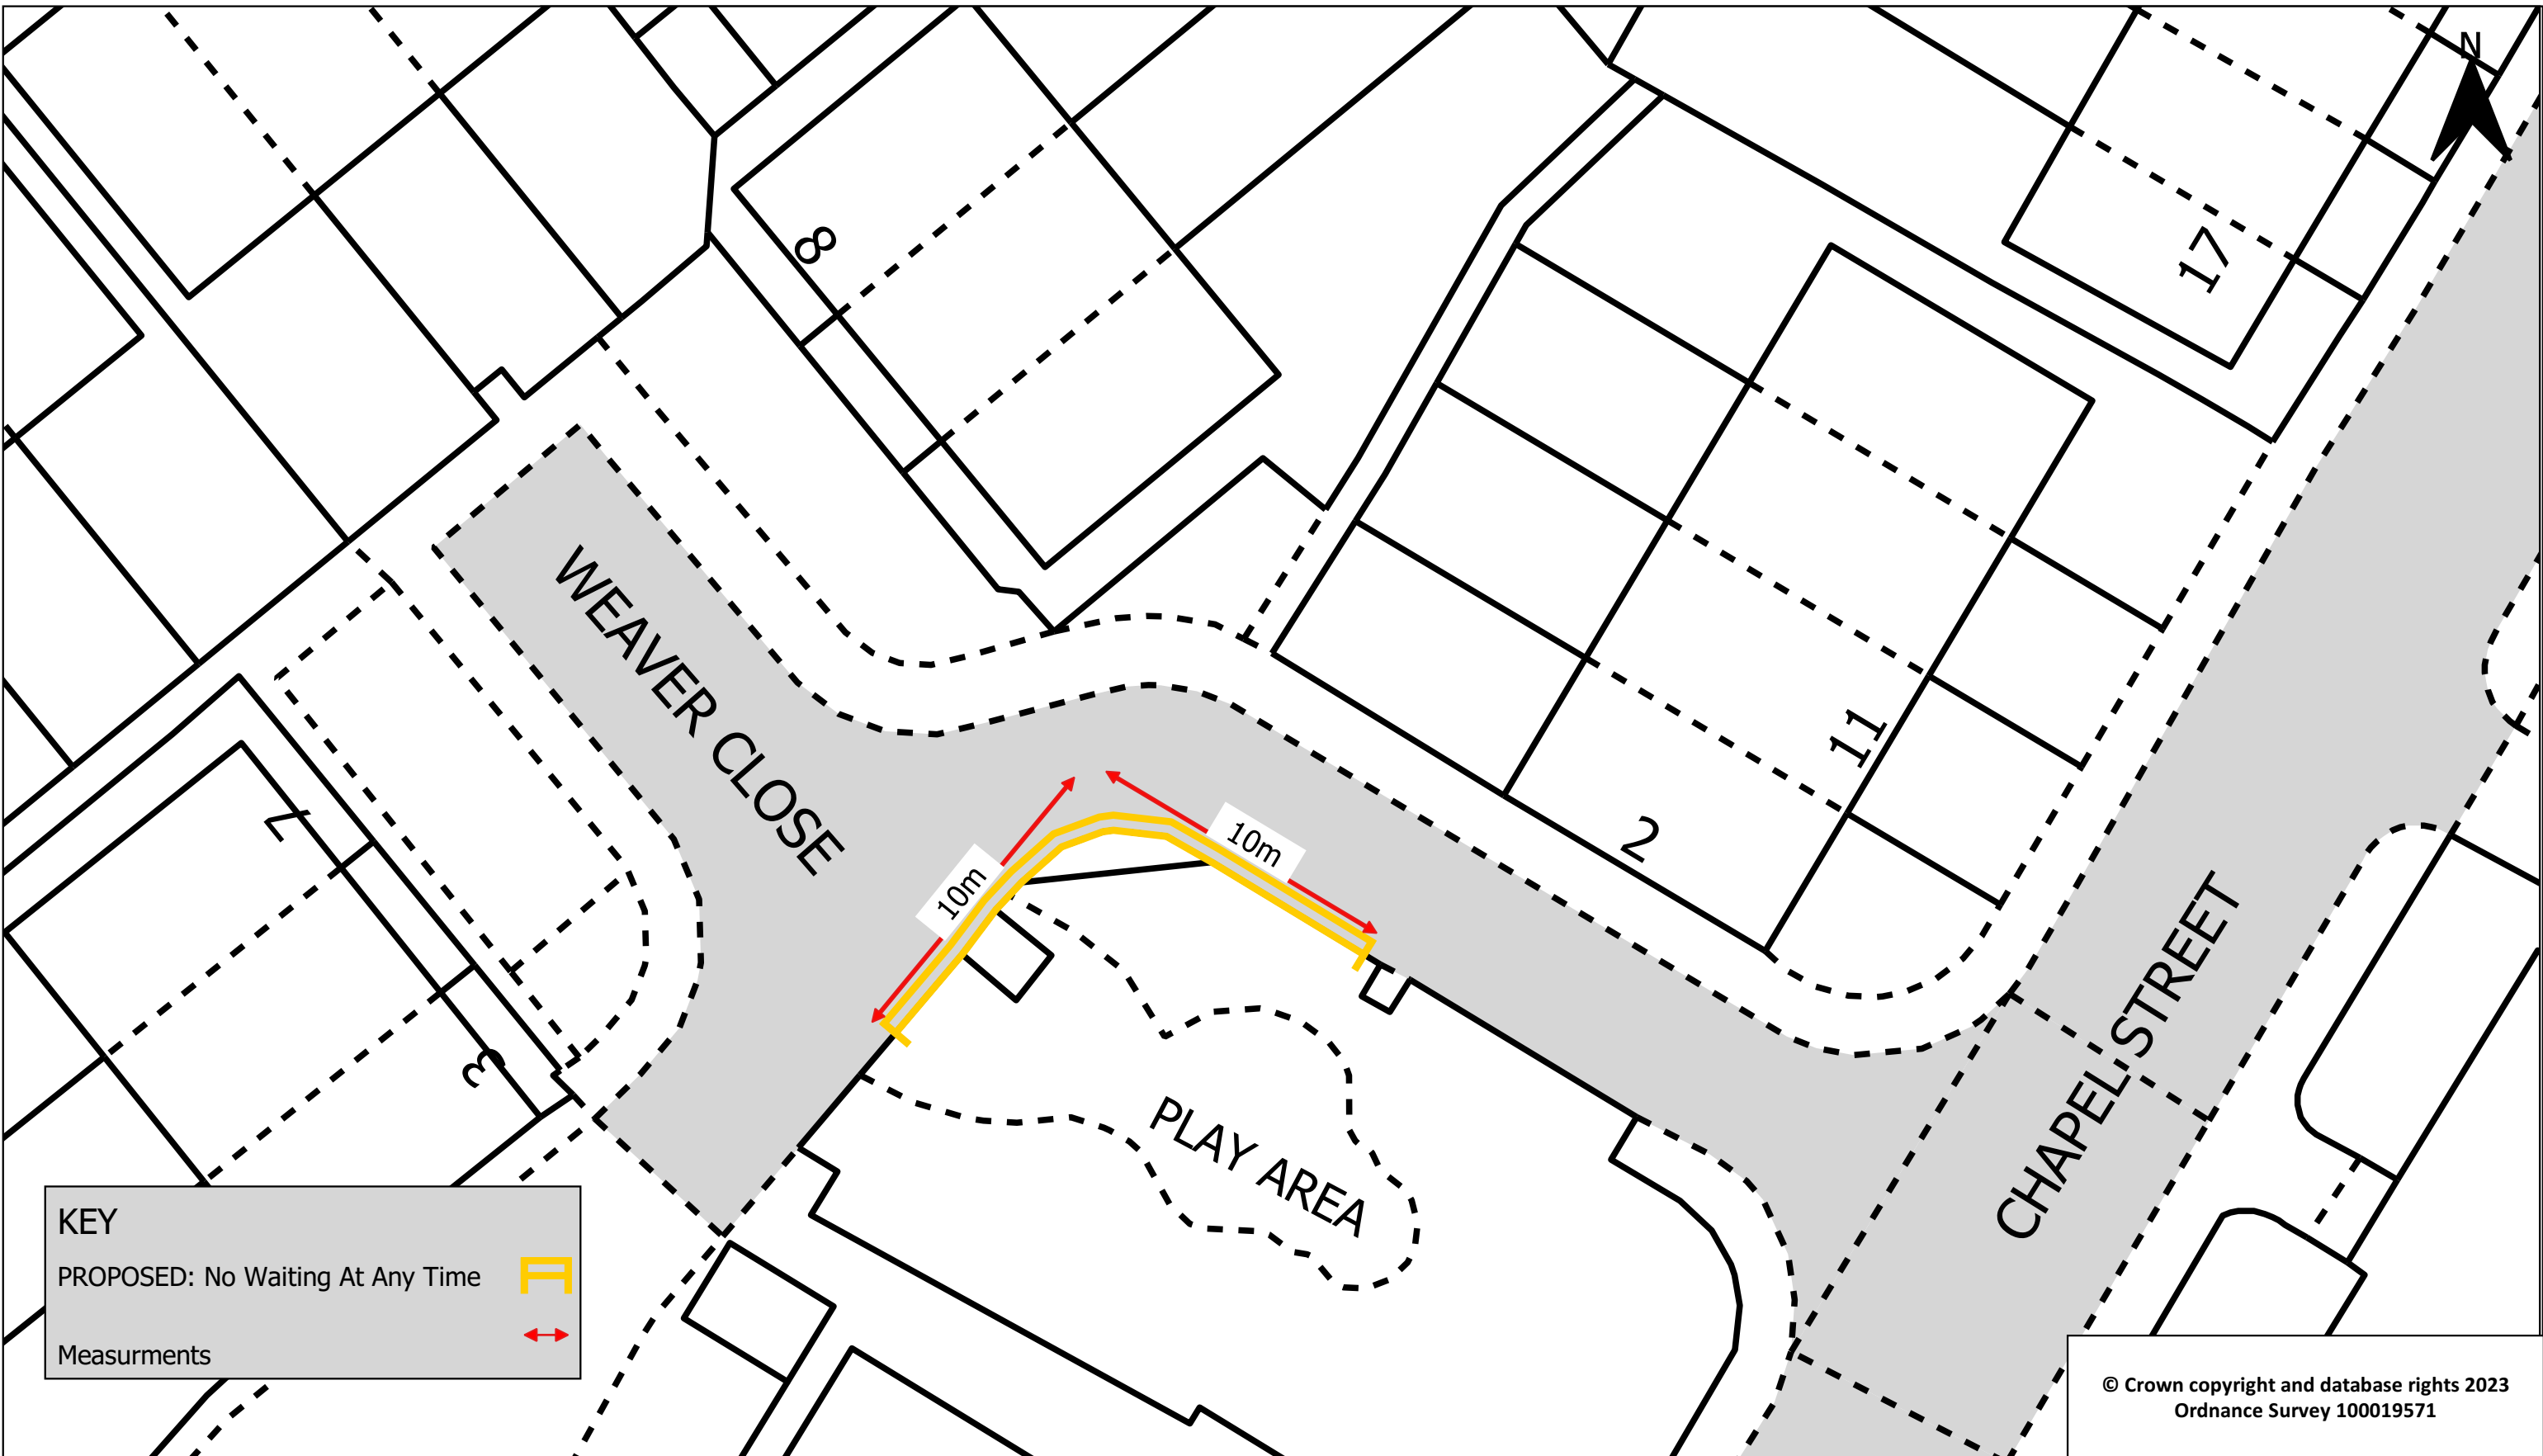 N
8
17
WEAVER CLOSE
11
2
10m
10m
7
3
CHAPEL STREET
PLAY AREA
KEY
PROPOSED: No Waiting At Any Time
Measurments
© Crown copyright and database rights 2023
Ordnance Survey 100019571